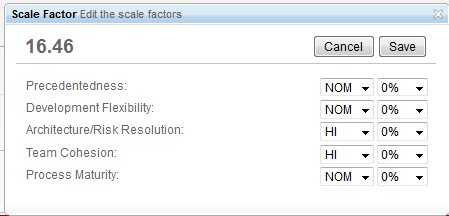 Scale Factor Edit the scale factors
16.46 Cancel Save
Precedentedness: NOM 0%
Development Flexibility: NOM 0%
Architecture/Risk Resolution: HI 0%
Team Cohesion: HI 0%
Process Maturity: NOM 0%